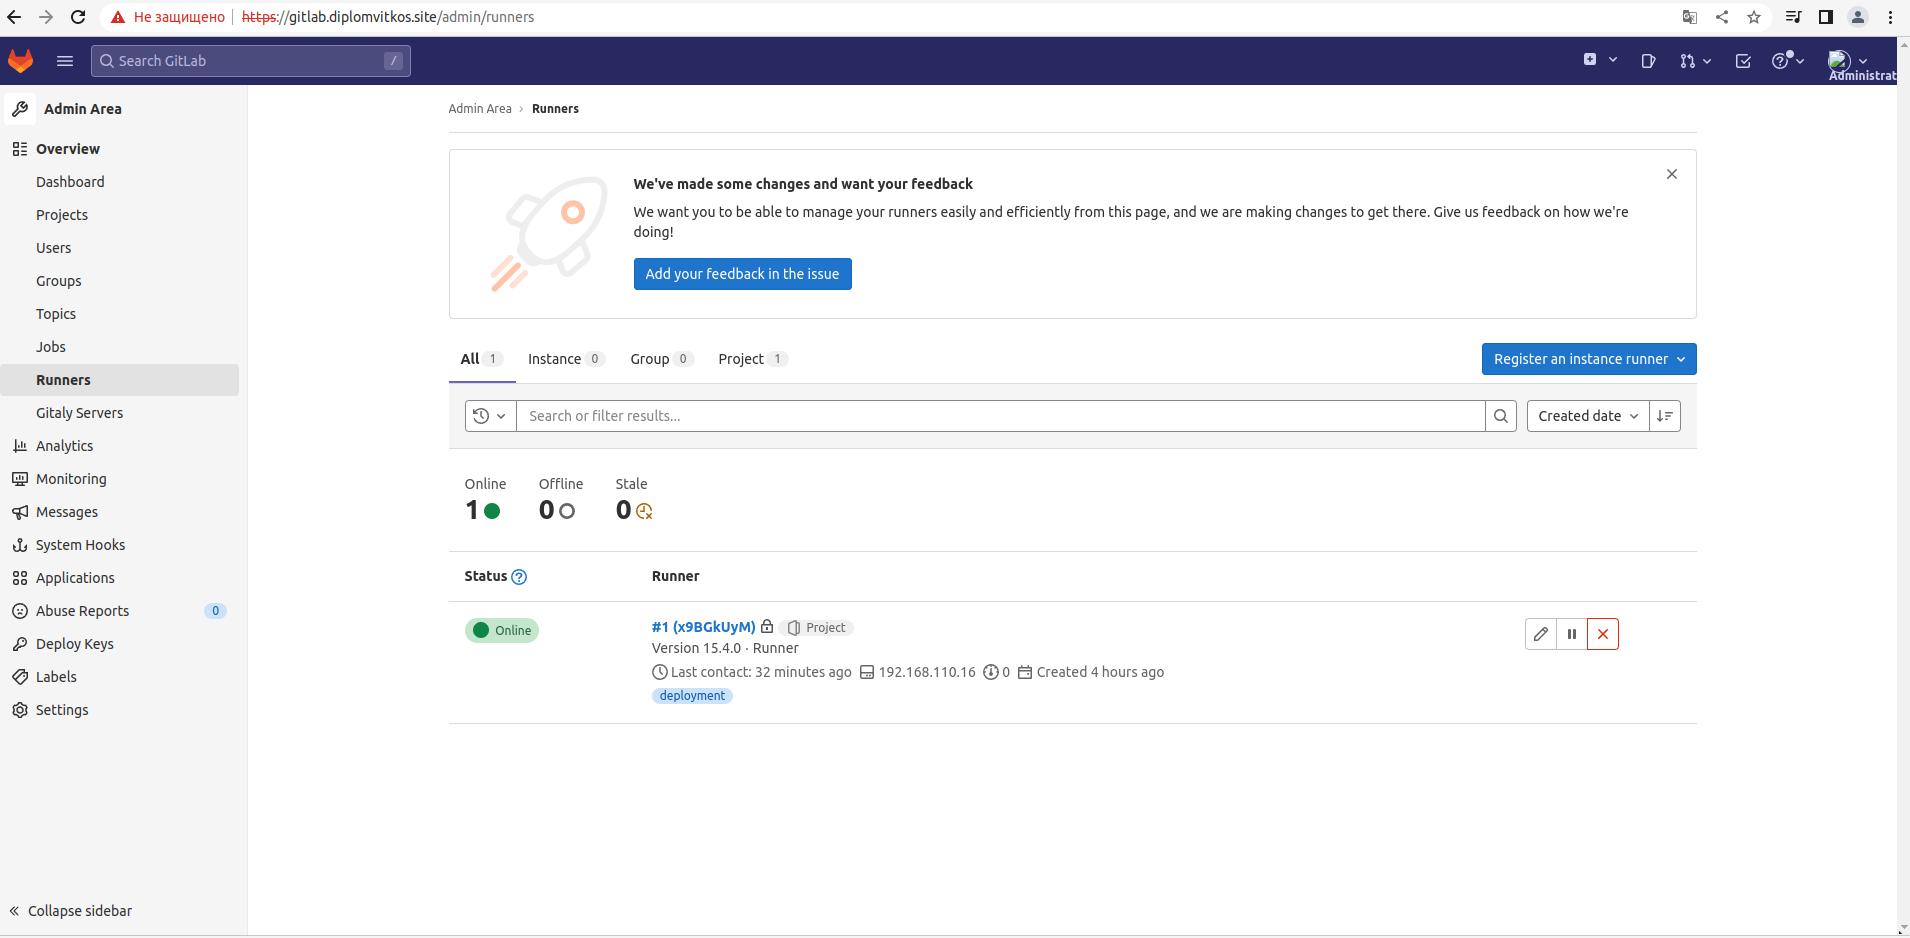 Не защищено https://gitlab.diplomvitkos.site/admin/runners
Search GitLab /
Administrat
Admin Area
Overview
Dashboard
Projects
Users
Groups
Topics
Jobs
Runners
Gitaly Servers
Analytics
Monitoring
Messages
System Hooks
Applications
Abuse Reports 0
Deploy Keys
Labels
Settings
Collapse sidebar
Admin Area › Runners
We've made some changes and want your feedback
We want you to be able to manage your runners easily and efficiently from this page, and we are making changes to get there. Give us feedback on how we're
doing!
Add your feedback in the issue
All 1 Instance 0 Group 0 Project 1 Register an instance runner
Search or filter results... Created date
Online Offline Stale
1 0 0
Status Runner
Online #1 (x9BGkUyM) Project
Version 15.4.0 · Runner
Last contact: 32 minutes ago 192.168.110.16 0 Created 4 hours ago
deployment